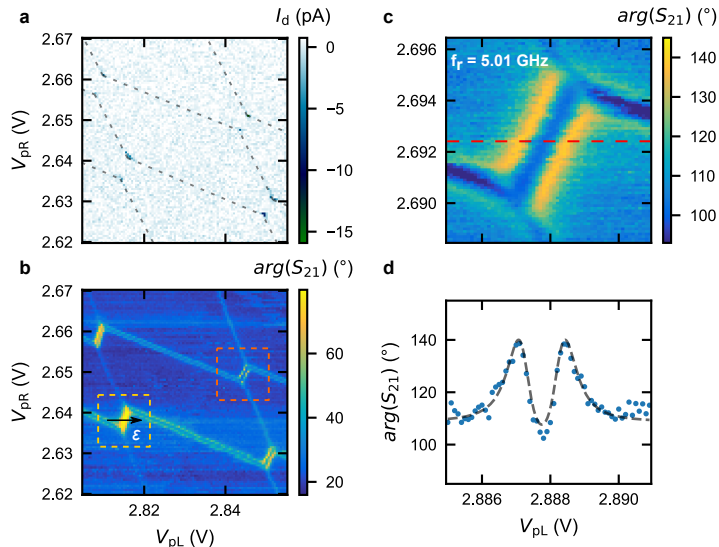 a
I_d (pA)
2.67
2.66
2.65
2.64
2.63
2.62
V_pR (V)
0
−5
−10
−15
b
arg(S_21) (°)
2.67
2.66
2.65
2.64
2.63
2.62
V_pR (V)
ε
2.82
2.84
V_pL (V)
60
40
20
c
arg(S_21) (°)
f_r = 5.01 GHz
2.696
2.694
2.692
2.690
140
130
120
110
100
d
140
120
100
arg(S_21) (°)
2.886
2.888
2.890
V_pL (V)